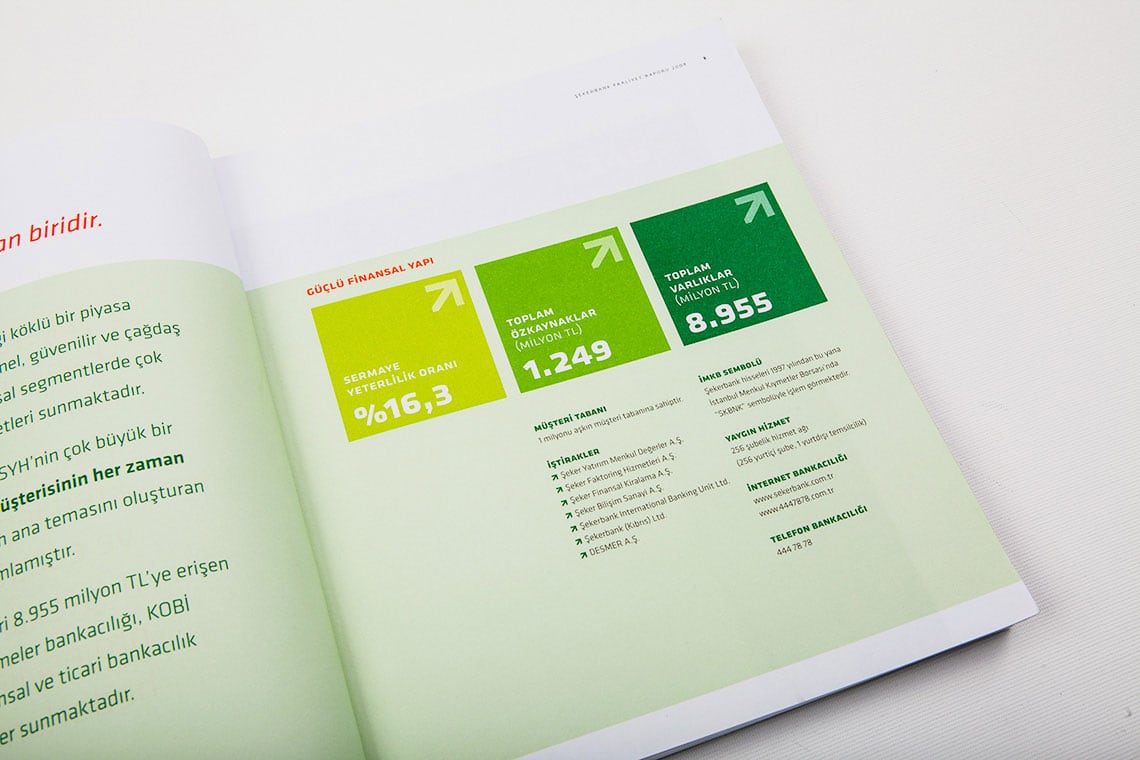 an biridir.
i köklü bir piyasa
nel, güvenilir ve çağdaş
sal segmentlerde çok
etleri sunmaktadır.
SYH’nin çok büyük bir
üşterisinin her zaman
n ana temasını oluşturan
mlamıştır.
ri 8.955 milyon TL’ye erişen
meler bankacılığı, KOBİ
nsal ve ticari bankacılık
er sunmaktadır.
ŞEKERBANK FAALİYET RAPORU
GÜÇLÜ FİNANSAL YAPI
SERMAYE
YETERLİLİK ORANI
%16,3
TOPLAM
ÖZKAYNAKLAR
(MİLYON TL)
1.249
TOPLAM
VARLIKLAR
(MİLYON TL)
8.955
MÜŞTERİ TABANI
1 milyonu aşkın müşteri tabanına sahiptir.
İŞTİRAKLER
Şeker Yatırım Menkul Değerler A.Ş.
Şeker Faktoring Hizmetleri A.Ş.
Şeker Finansal Kiralama A.Ş.
Şeker Bilişim Sanayi A.Ş.
Şekerbank International Banking Unit Ltd.
Şekerbank (Kıbrıs) Ltd.
DESMER A.Ş.
İMKB SEMBOLÜ
Şekerbank hisseleri 1997 yılından bu yana
İstanbul Menkul Kıymetler Borsası’nda
“SKBNK” sembolüyle işlem görmektedir.
YAYGIN HİZMET
256 şubelik hizmet ağı
(256 yurtiçi şube, 1 yurtdışı temsilcilik)
İNTERNET BANKACILIĞI
www.sekerbank.com.tr
www.4447878.com.tr
TELEFON BANKACILIĞI
444 78 78